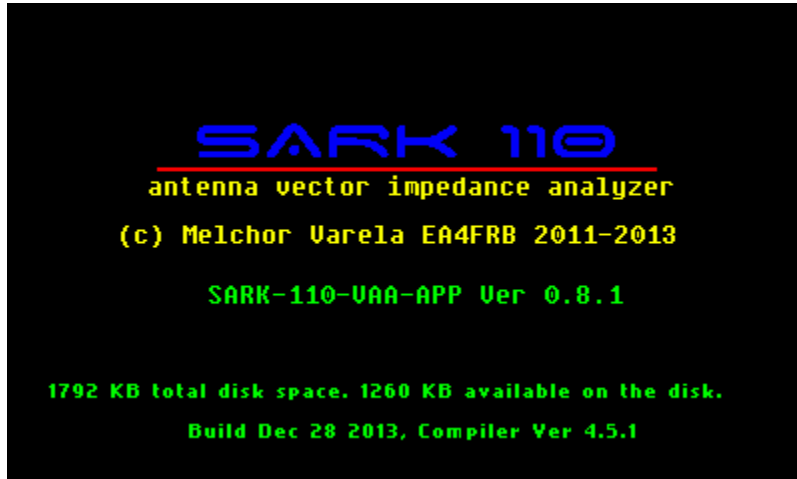 SARK 110
antenna vector impedance analyzer
(c) Melchor Varela EA4FRB 2011-2013
SARK-110-VAA-APP Ver 0.8.1
1792 KB total disk space. 1260 KB available on the disk.
Build Dec 28 2013, Compiler Ver 4.5.1